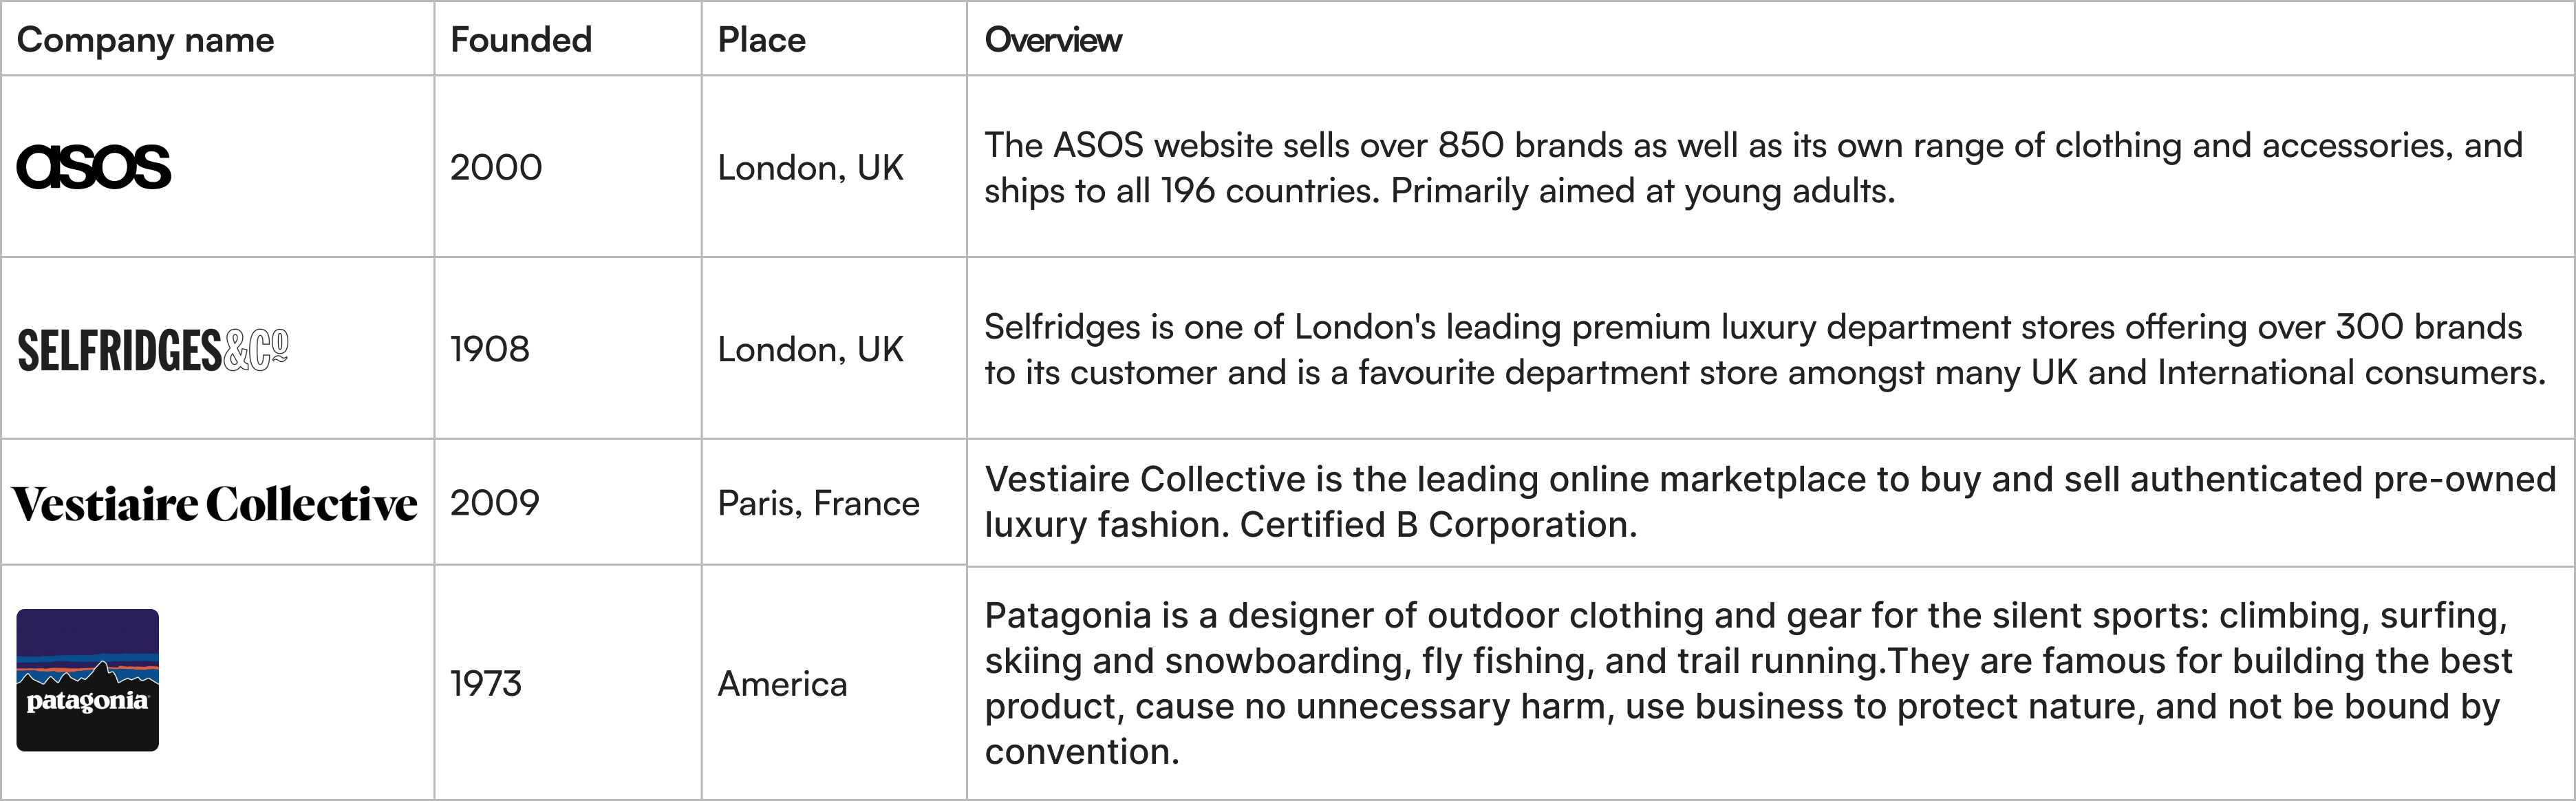 Company name
Founded
Place
Overview
asos
2000
London, UK
The ASOS website sells over 850 brands as well as its own range of clothing and accessories, and
ships to all 196 countries. Primarily aimed at young adults.
SELFRIDGES&Cº
1908
London, UK
Selfridges is one of London's leading premium luxury department stores offering over 300 brands
to its customer and is a favourite department store amongst many UK and International consumers.
Vestiaire Collective
2009
Paris, France
Vestiaire Collective is the leading online marketplace to buy and sell authenticated pre-owned
luxury fashion. Certified B Corporation.
patagonia
1973
America
Patagonia is a designer of outdoor clothing and gear for the silent sports: climbing, surfing,
skiing and snowboarding, fly fishing, and trail running.They are famous for building the best
product, cause no unnecessary harm, use business to protect nature, and not be bound by
convention.